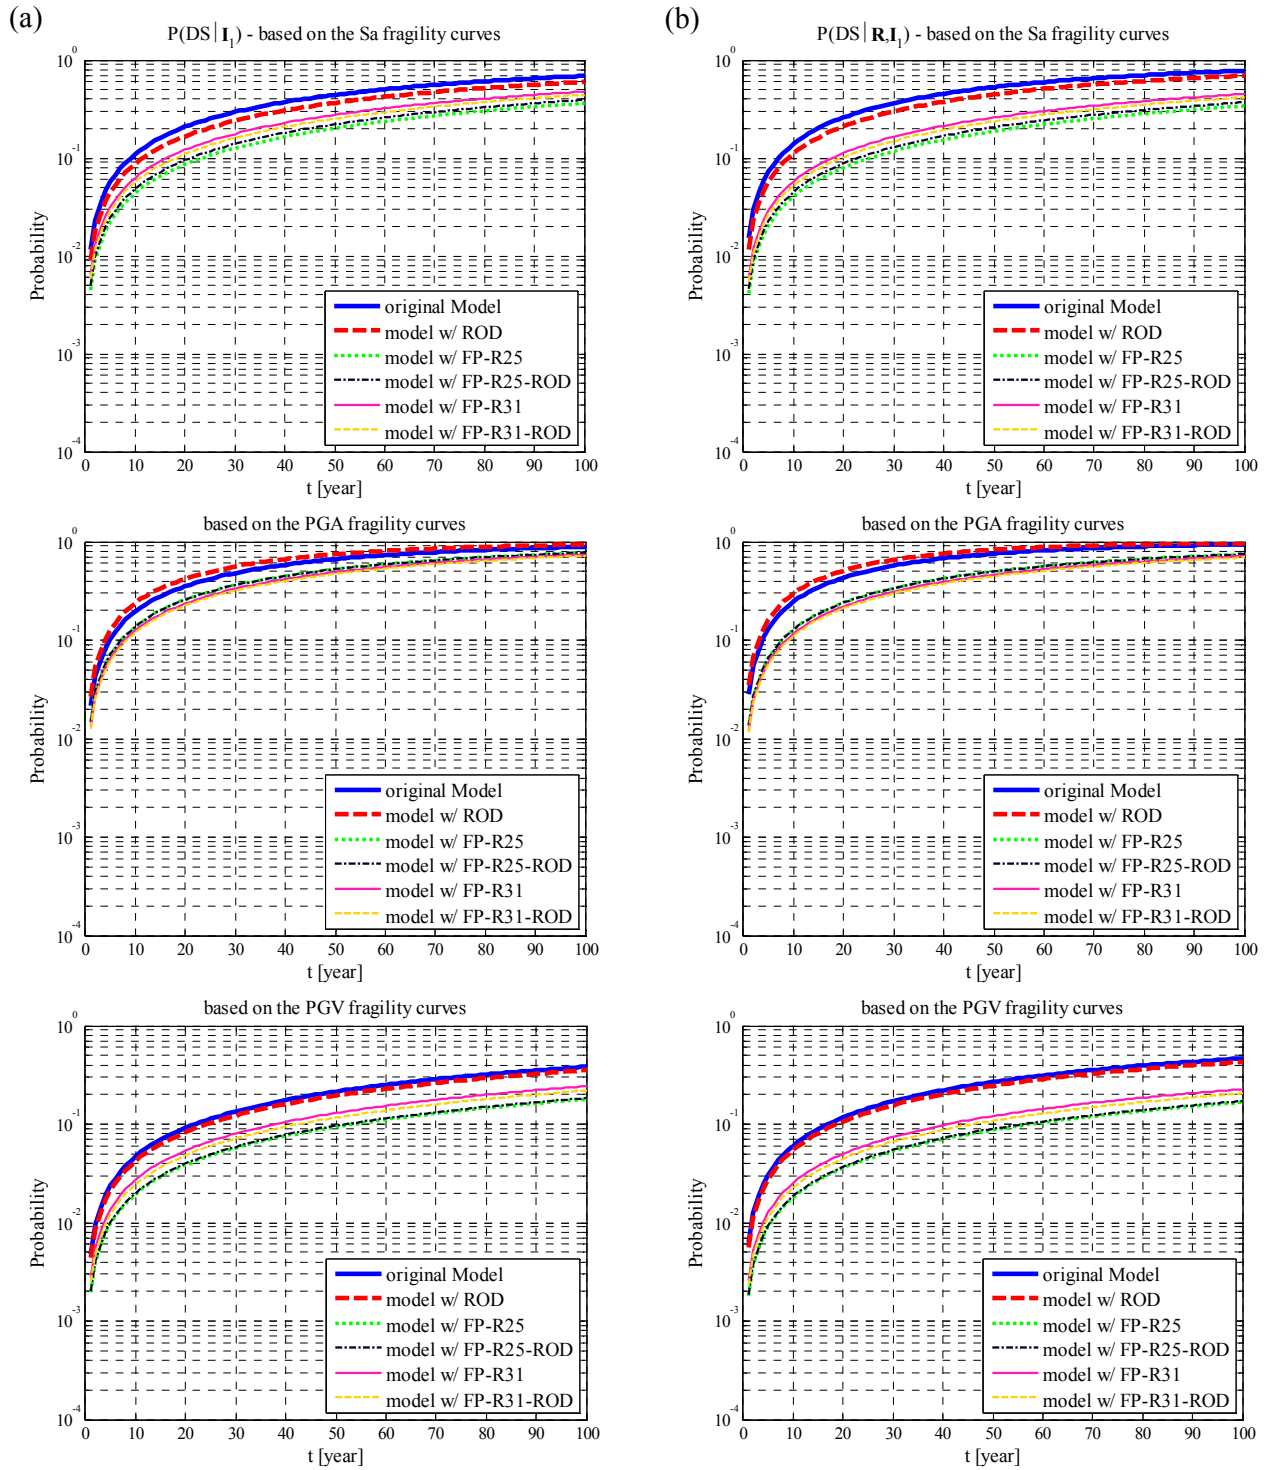 (a)
P(DS|I1) - based on the Sa fragility curves
10^0
10^-1
10^-2
10^-3
10^-4
Probability
original Model
model w/ ROD
model w/ FP-R25
model w/ FP-R25-ROD
model w/ FP-R31
model w/ FP-R31-ROD
0 10 20 30 40 50 60 70 80 90 100
t [year]
(b)
P(DS|R,I1) - based on the Sa fragility curves
10^0
10^-1
10^-2
10^-3
10^-4
Probability
original Model
model w/ ROD
model w/ FP-R25
model w/ FP-R25-ROD
model w/ FP-R31
model w/ FP-R31-ROD
0 10 20 30 40 50 60 70 80 90 100
t [year]
based on the PGA fragility curves
10^0
10^-1
10^-2
10^-3
10^-4
Probability
original Model
model w/ ROD
model w/ FP-R25
model w/ FP-R25-ROD
model w/ FP-R31
model w/ FP-R31-ROD
0 10 20 30 40 50 60 70 80 90 100
t [year]
based on the PGA fragility curves
10^0
10^-1
10^-2
10^-3
10^-4
Probability
original Model
model w/ ROD
model w/ FP-R25
model w/ FP-R25-ROD
model w/ FP-R31
model w/ FP-R31-ROD
0 10 20 30 40 50 60 70 80 90 100
t [year]
based on the PGV fragility curves
10^0
10^-1
10^-2
10^-3
10^-4
Probability
original Model
model w/ ROD
model w/ FP-R25
model w/ FP-R25-ROD
model w/ FP-R31
model w/ FP-R31-ROD
0 10 20 30 40 50 60 70 80 90 100
t [year]
based on the PGV fragility curves
10^0
10^-1
10^-2
10^-3
10^-4
Probability
original Model
model w/ ROD
model w/ FP-R25
model w/ FP-R25-ROD
model w/ FP-R31
model w/ FP-R31-ROD
0 10 20 30 40 50 60 70 80 90 100
t [year]